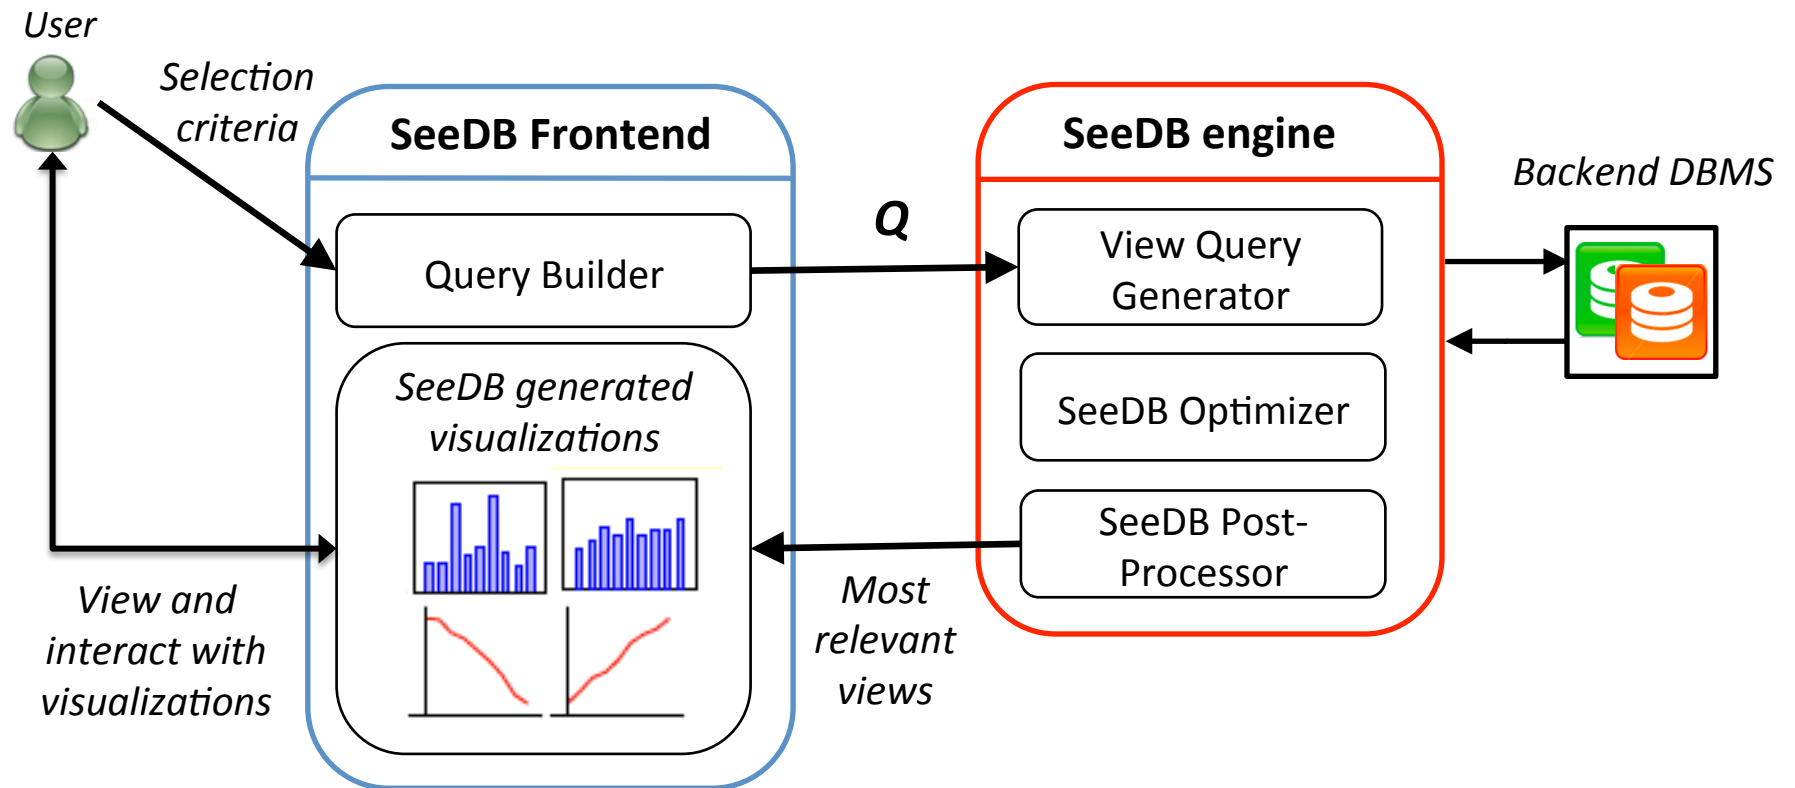 User
Selection
criteria
SeeDB Frontend
SeeDB engine
Backend DBMS
Q
Query Builder
View Query
Generator
SeeDB generated
visualizations
SeeDB Optimizer
SeeDB Post-
Processor
View and
interact with
visualizations
Most
relevant
views